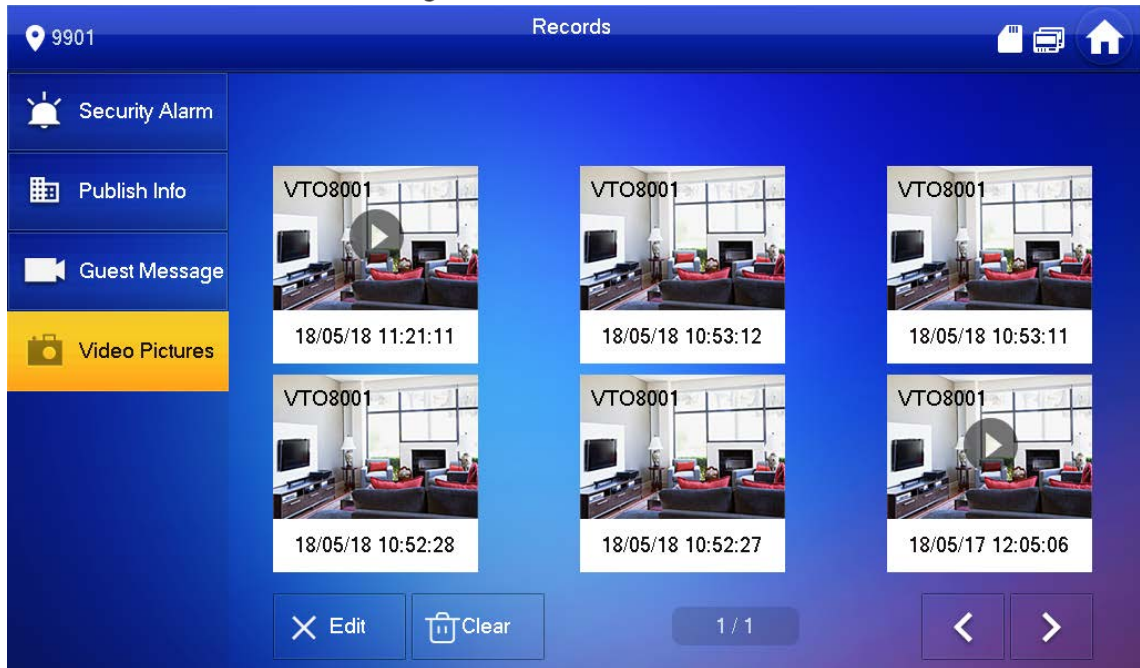 Records
9901
Security Alarm
Publish Info
Guest Message
Video Pictures
VTO8001
VTO8001
VTO8001
18/05/18 11:21:11
18/05/18 10:53:12
18/05/18 10:53:11
VTO8001
VTO8001
VTO8001
18/05/18 10:52:28
18/05/18 10:52:27
18/05/17 12:05:06
Edit
Clear
1/1